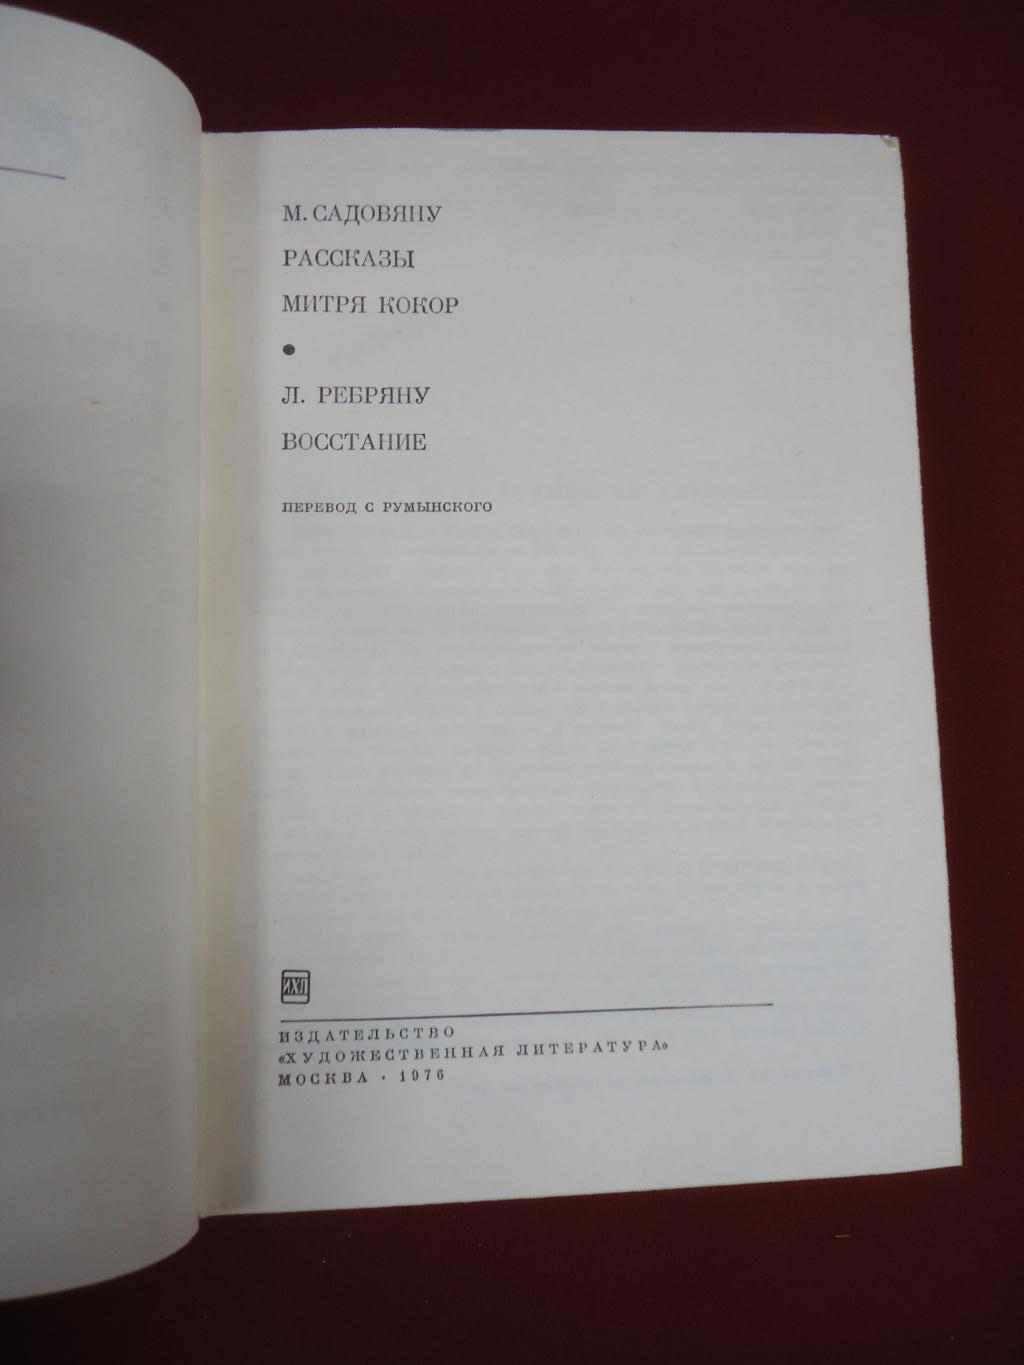 М. САДОВЯНУ
РАССКАЗЫ
МИТРЯ КОКОР
•
Л. РЕБРЯНУ
ВОССТАНИЕ
ПЕРЕВОД С РУМЫНСКОГО
ИХЛ
ИЗДАТЕЛЬСТВО
«ХУДОЖЕСТВЕННАЯ ЛИТЕРАТУРА»
МОСКВА • 1976